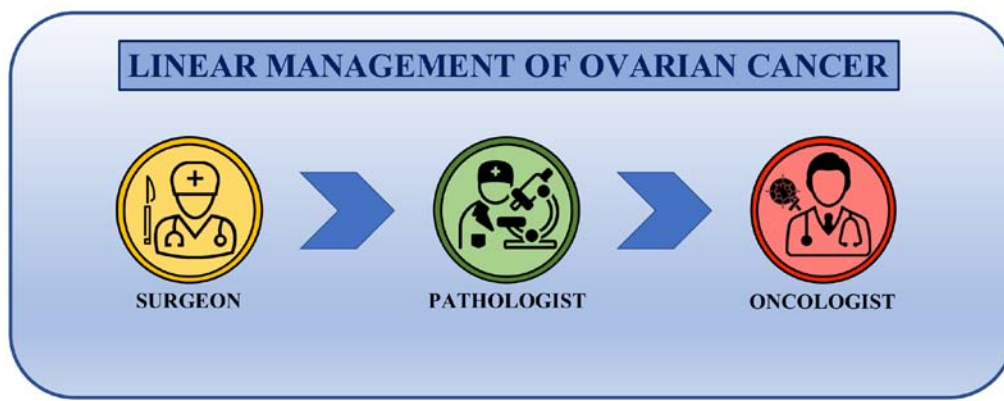 LINEAR MANAGEMENT OF OVARIAN CANCER
SURGEON
PATHOLOGIST
ONCOLOGIST